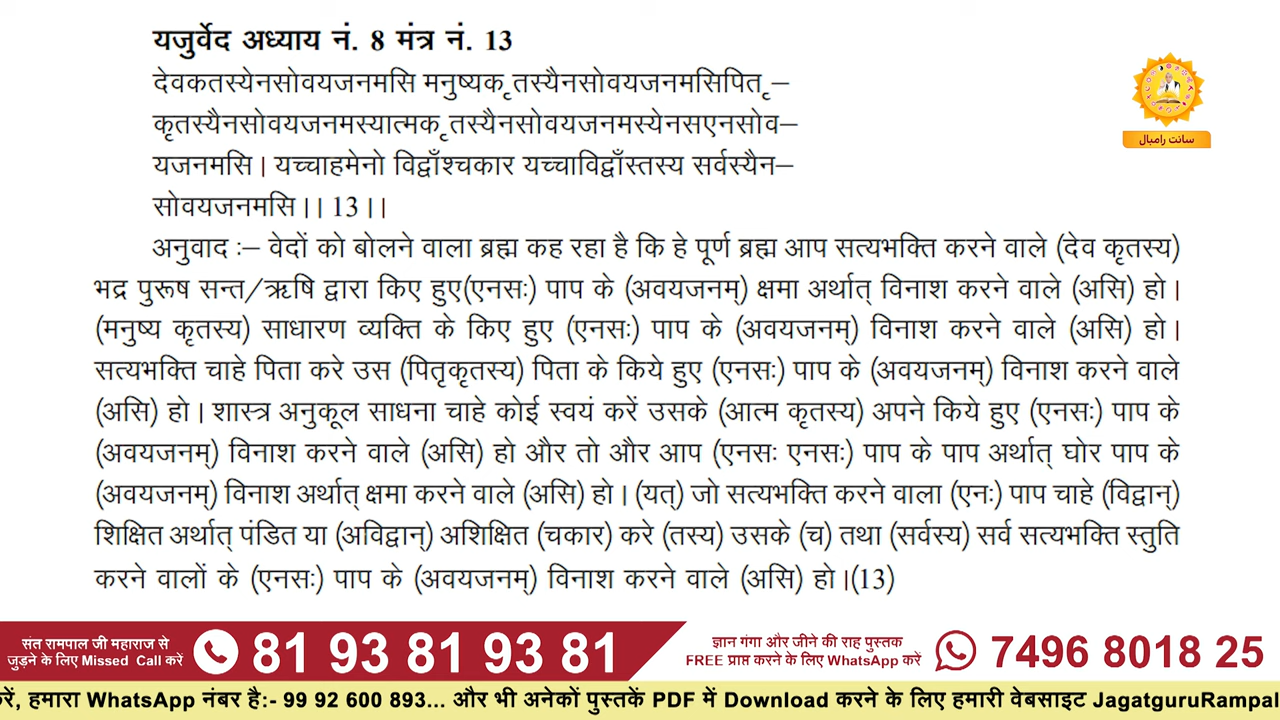 यजुर्वेद अध्याय नं. 8 मंत्र नं. 13
देवकतस्येनसोवयजनमसि मनुष्यकृतस्यैनसोवयजनमसिपितृ–
कृतस्यैनसोवयजनमस्यात्मकृतस्यैनसोवयजनमस्येनसएनसोव–
यजनमसि। यच्चाहमेनो विद्वाँश्चकार यच्चाविद्वाँस्तस्य सर्वस्यैन–
सोवयजनमसि।। 13।।
سانت رامبال
अनुवाद :– वेदों को बोलने वाला ब्रह्म कह रहा है कि हे पूर्ण ब्रह्म आप सत्यभक्ति करने वाले (देव कृतस्य)
भद्र पुरूष सन्त/ऋषि द्वारा किए हुए(एनसः) पाप के (अवयजनम्) क्षमा अर्थात् विनाश करने वाले (असि) हो।
(मनुष्य कृतस्य) साधारण व्यक्ति के किए हुए (एनसः) पाप के (अवयजनम्) विनाश करने वाले (असि) हो।
सत्यभक्ति चाहे पिता करे उस (पितृकृतस्य) पिता के किये हुए (एनसः) पाप के (अवयजनम्) विनाश करने वाले
(असि) हो। शास्त्र अनुकूल साधना चाहे कोई स्वयं करें उसके (आत्म कृतस्य) अपने किये हुए (एनसः) पाप के
(अवयजनम्) विनाश करने वाले (असि) हो और तो और आप (एनसः एनसः) पाप के पाप अर्थात् घोर पाप के
(अवयजनम्) विनाश अर्थात् क्षमा करने वाले (असि) हो। (यत्) जो सत्यभक्ति करने वाला (एनः) पाप चाहे (विद्वान्)
शिक्षित अर्थात् पंडित या (अविद्वान्) अशिक्षित (चकार) करे (तस्य) उसके (च) तथा (सर्वस्य) सर्व सत्यभक्ति स्तुति
करने वालों के (एनसः) पाप के (अवयजनम्) विनाश करने वाले (असि) हो।(13)
संत रामपाल जी महाराज से
जुड़ने के लिए Missed Call करें
81 93 81 93 81
ज्ञान गंगा और जीने की राह पुस्तक
FREE प्राप्त करने के लिए WhatsApp करें
7496 8018 25
करें, हमारा WhatsApp नंबर है:- 99 92 600 893... और भी अनेकों पुस्तकें PDF में Download करने के लिए हमारी वेबसाइट JagatguruRampal